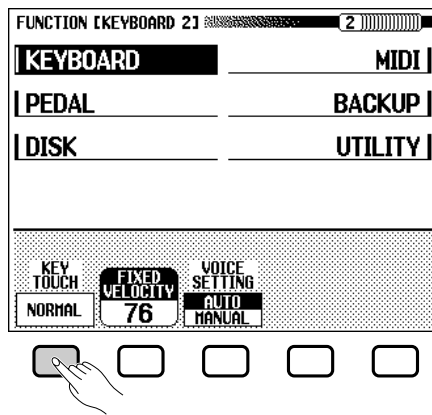 FUNCTION [KEYBOARD 2] 2
KEYBOARD MIDI
PEDAL BACKUP
DISK UTILITY
KEY TOUCH
NORMAL
FIXED VELOCITY
76
VOICE SETTING
AUTO
MANUAL